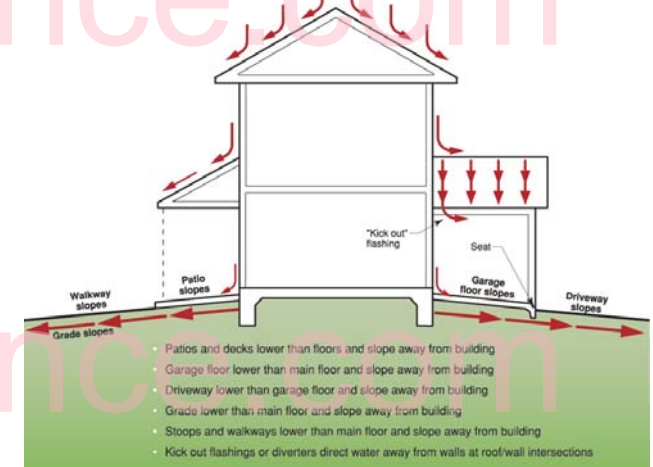 nce.com
"Kick out"
flashing
Seat
Patio
slopes
Garage
floor slopes
Walkway
slopes
Driveway
slopes
Grade slopes
nce.com
• Patios and decks lower than floors and slope away from building
• Garage floor lower than main floor and slope away from building
• Driveway lower than garage floor and slope away from building
• Grade lower than main floor and slope away from building
• Stoops and walkways lower than main floor and slope away from building
• Kick out flashings or diverters direct water away from walls at roof/wall intersections